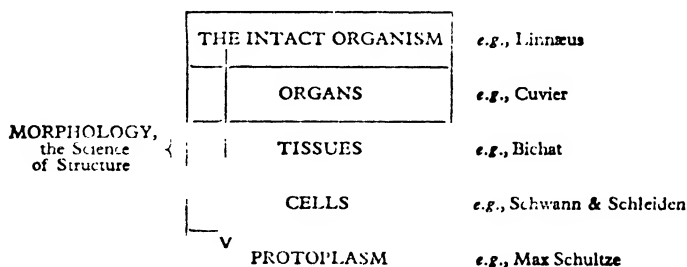 THE INTACT ORGANISM e.g., Linnæus
ORGANS e.g., Cuvier
MORPHOLOGY,
the Science
of Structure
TISSUES e.g., Bichat
CELLS e.g., Schwann & Schleiden
PROTOPLASM e.g., Max Schultze